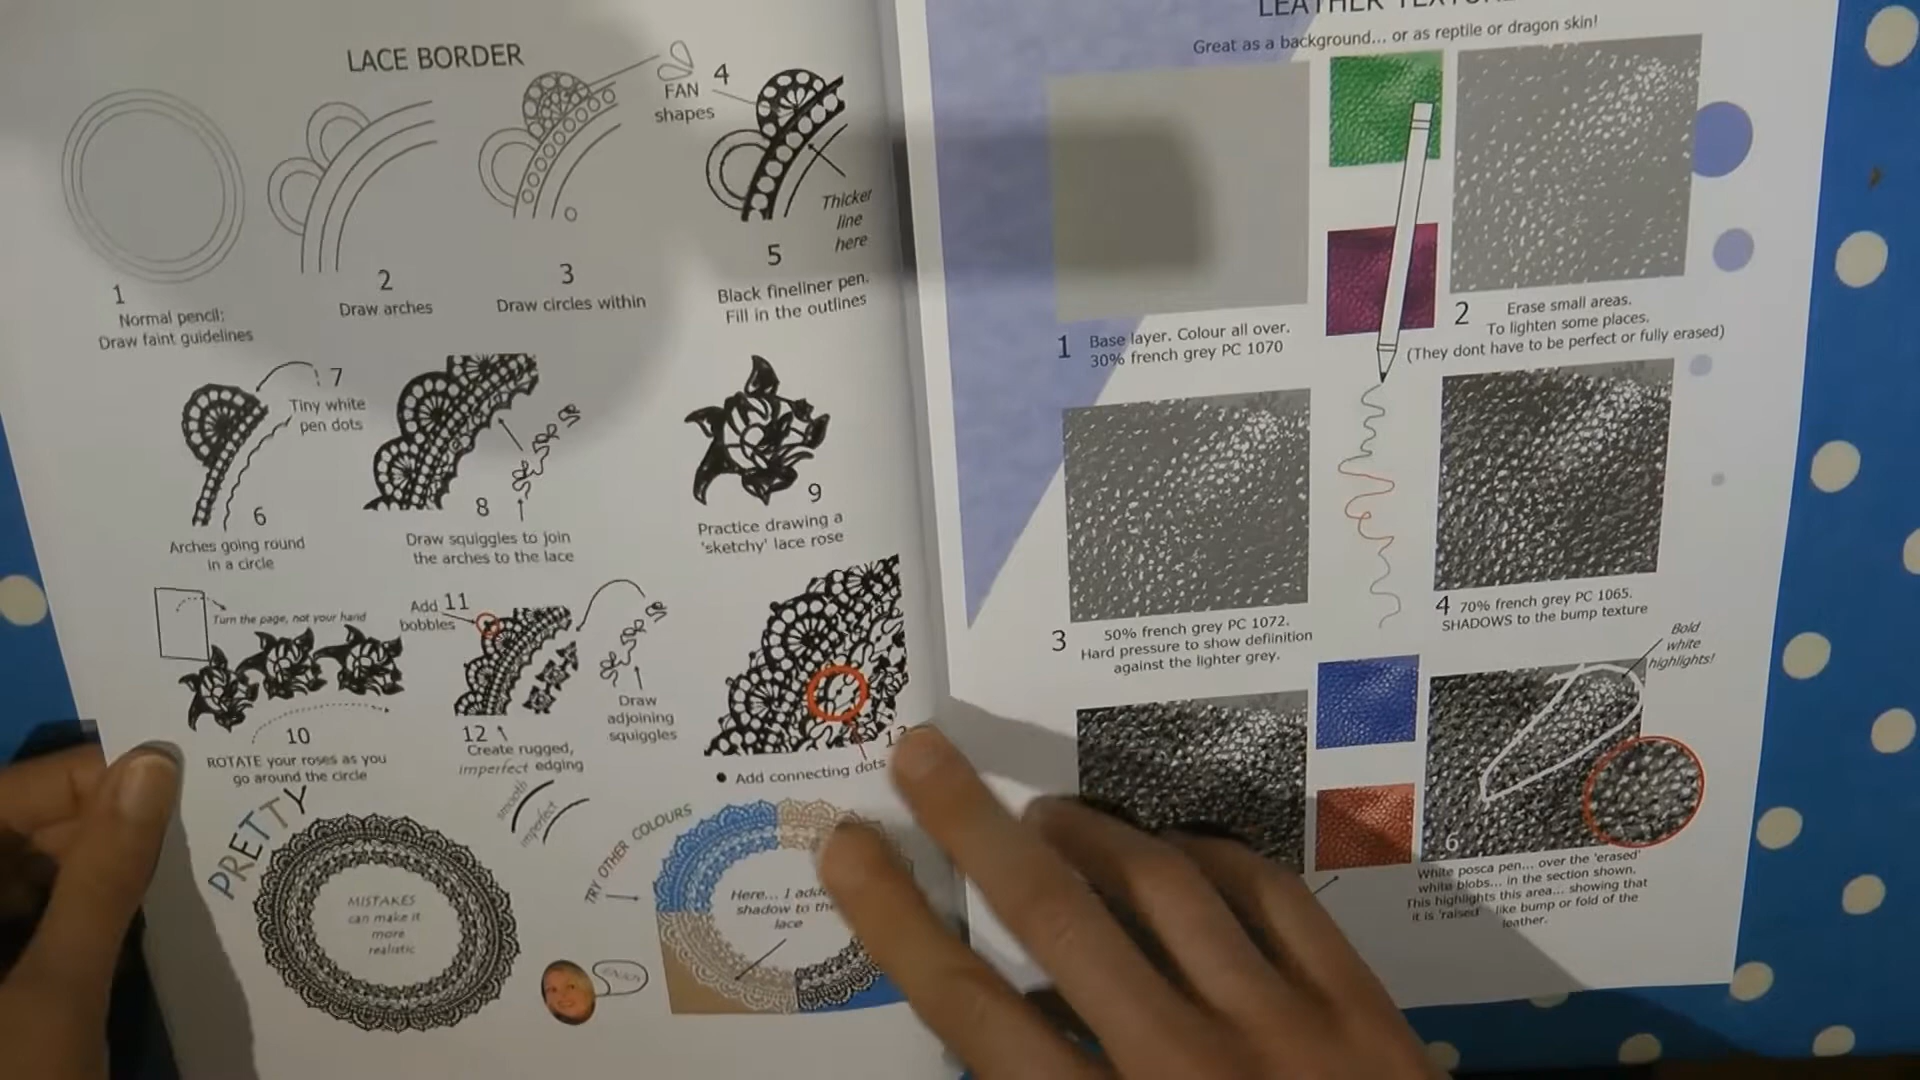 LACE BORDER
1
Normal pencil:
Draw faint guidelines
2
Draw arches
3
Draw circles within
FAN
shapes
4
Thicker
line
here
5
Black fineliner pen.
Fill in the outlines
6
Arches going round
in a circle
7
Tiny white
pen dots
8
Draw squiggles to join
the arches to the lace
9
Practice drawing a
'sketchy' lace rose
Turn the page, not your hand
10
ROTATE your roses as you
go around the circle
Add 11
bobbles
12
Create rugged,
imperfect edging
smooth
imperfect
Draw
adjoining
squiggles
Add connecting dots
PRETTY
MISTAKES
can make it
more
realistic
TRY OTHER COLOURS
Here... I
shadow to the
lace
LEATHER
Great as a background... or as reptile or dragon skin!
1 Base layer. Colour all over.
30% french grey PC 1070
2 Erase small areas.
To lighten some places.
(They dont have to be perfect or fully erased)
3 50% french grey PC 1072.
Hard pressure to show definition
against the lighter grey.
4 70% french grey PC 1065.
SHADOWS to the bump texture
Bold
white
highlights!
6
White posca pen... over the 'erased'
white blobs... in the section shown.
This highlights this area... showing that
it is 'raised' like bump or fold of the
leather.